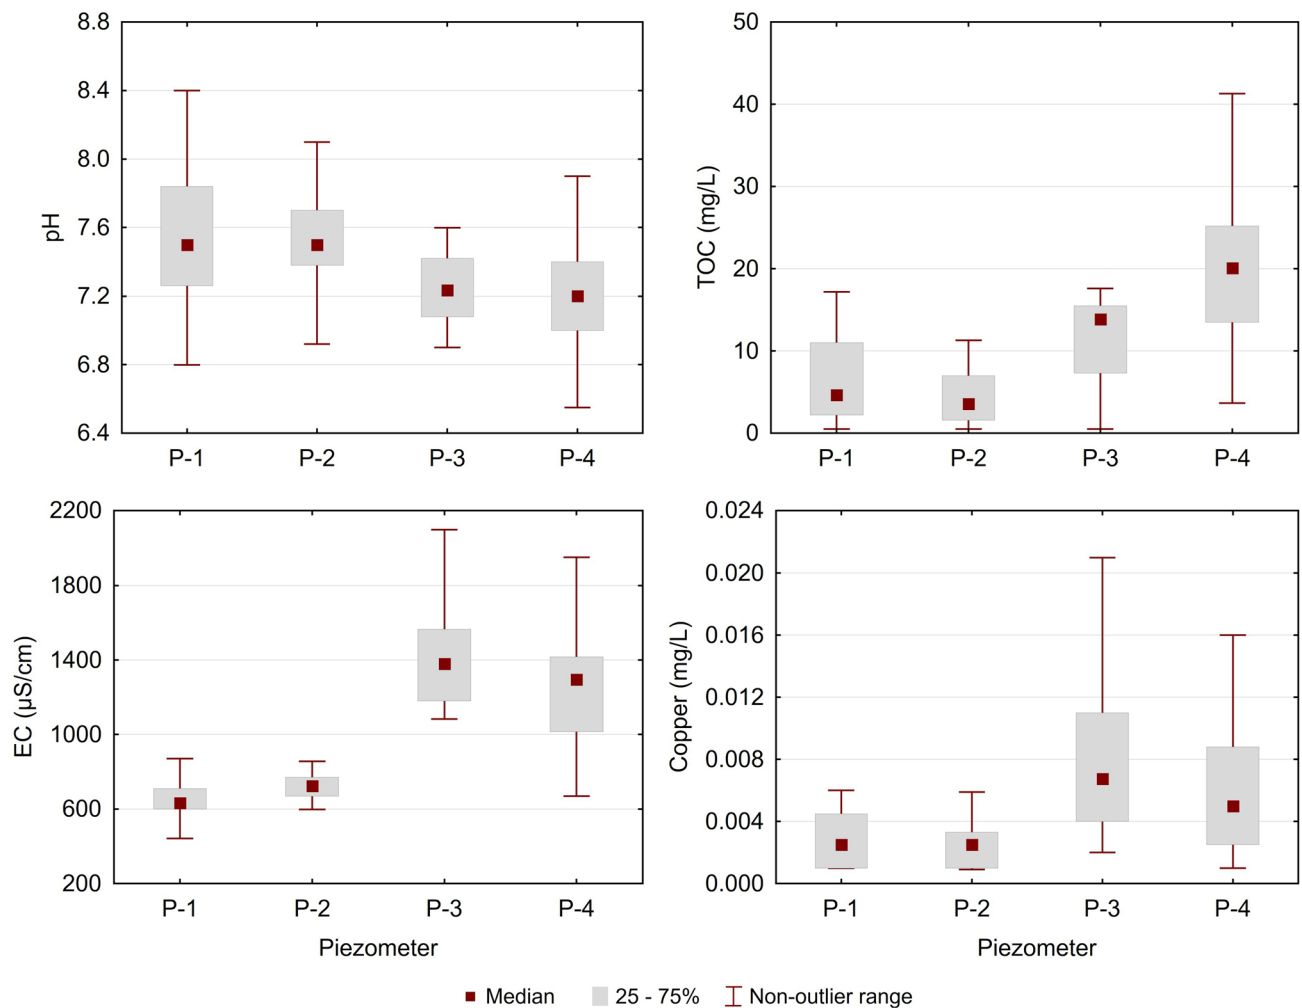 pH
8.8
8.4
8.0
7.6
7.2
6.8
6.4
P-1 P-2 P-3 P-4
TOC (mg/L)
50
40
30
20
10
0
P-1 P-2 P-3 P-4
EC (µS/cm)
2200
1800
1400
1000
600
200
P-1 P-2 P-3 P-4
Piezometer
Copper (mg/L)
0.024
0.020
0.016
0.012
0.008
0.004
0.000
P-1 P-2 P-3 P-4
Piezometer
Median 25 - 75% Non-outlier range